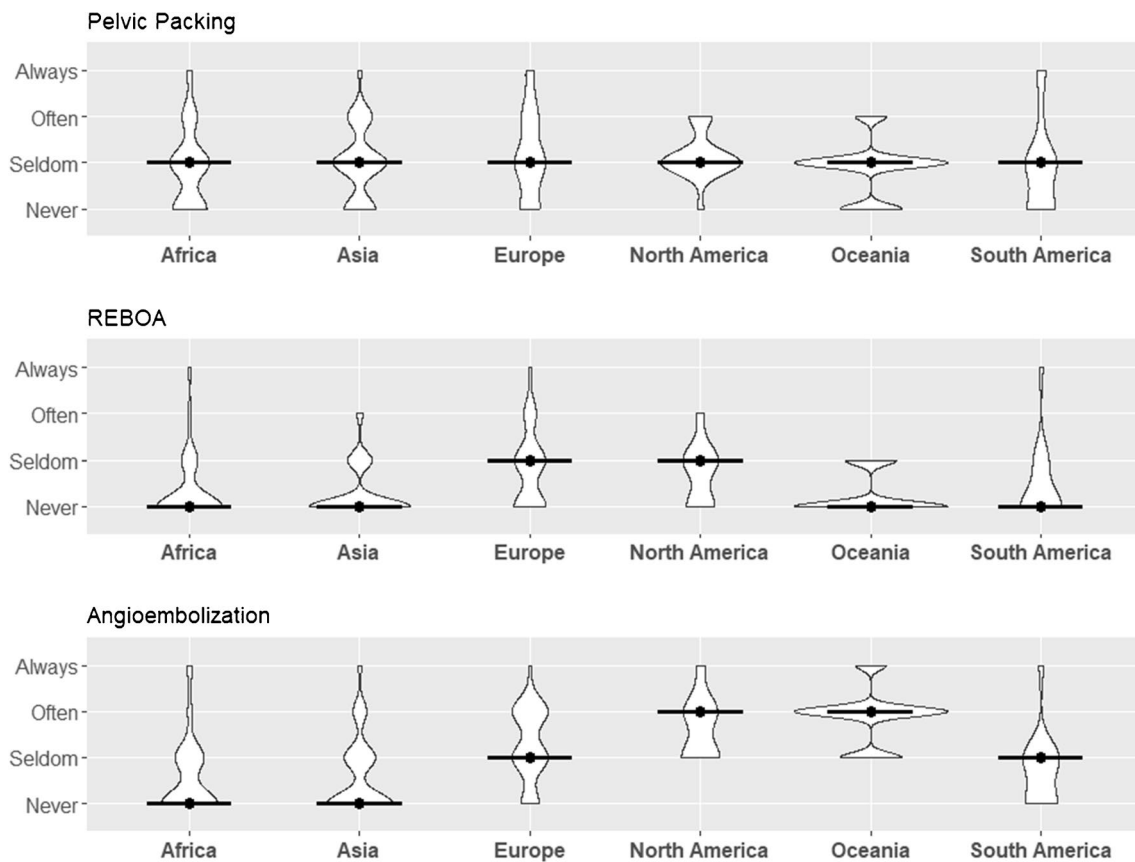 Pelvic Packing
Always
Often
Seldom
Never
Africa Asia Europe North America Oceania South America
REBOA
Always
Often
Seldom
Never
Africa Asia Europe North America Oceania South America
Angioembolization
Always
Often
Seldom
Never
Africa Asia Europe North America Oceania South America